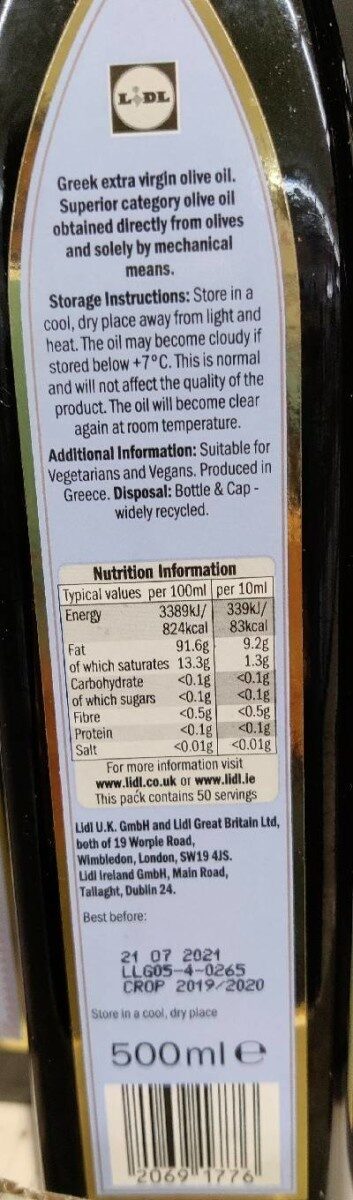 LIDL
Greek extra virgin olive oil.
Superior category olive oil
obtained directly from olives
and solely by mechanical
means.
Storage Instructions: Store in a
cool, dry place away from light and
heat. The oil may become cloudy if
stored below +7°C. This is normal
and will not affect the quality of the
product. The oil will become clear
again at room temperature.
Additional Information: Suitable for
Vegetarians and Vegans. Produced in
Greece. Disposal: Bottle & Cap -
widely recycled.
Nutrition Information
Typical values per 100ml per 10ml
Energy 3389kJ/ 339kJ/
824kcal 83kcal
Fat 91.6g 9.2g
of which saturates 13.3g 1.3g
Carbohydrate <0.1g <0.1g
of which sugars <0.1g <0.1g
Fibre <0.5g <0.5g
Protein <0.1g <0.1g
Salt <0.01g <0.01g
For more information visit
www.lidl.co.uk or www.lidl.ie
This pack contains 50 servings
Lidl U.K. GmbH and Lidl Great Britain Ltd,
both of 19 Worple Road,
Wimbledon, London, SW19 4JS.
Lidl Ireland GmbH, Main Road,
Tallaght, Dublin 24.
Best before:
21 07 2021
LLG05-4-0265
CROP 2019/2020
Store in a cool, dry place
500ml e
2069 1776